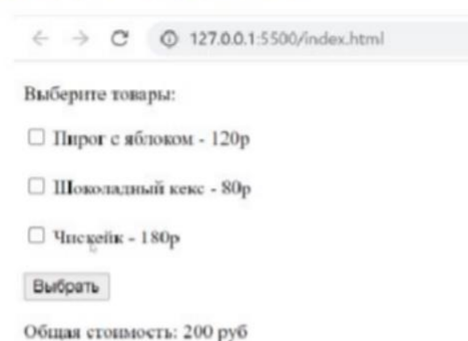 127.0.0.1:5500/index.html
Выберите товары:
Пирог с яблоком - 120р
Шоколадный кекс - 80р
Чискейк - 180р
Выбрать
Общая стоимость: 200 руб